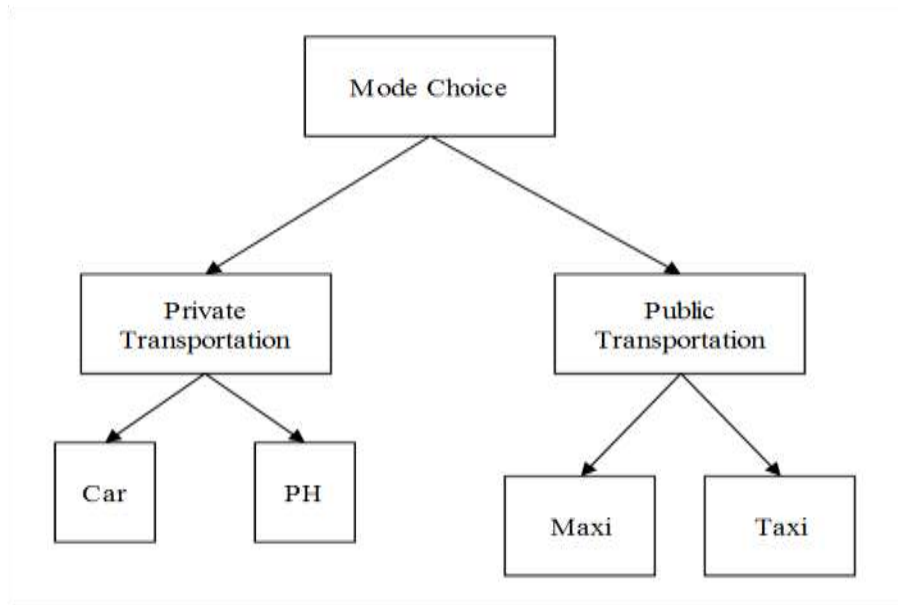 Mode Choice
Private
Transportation
Public
Transportation
Car
PH
Maxi
Taxi